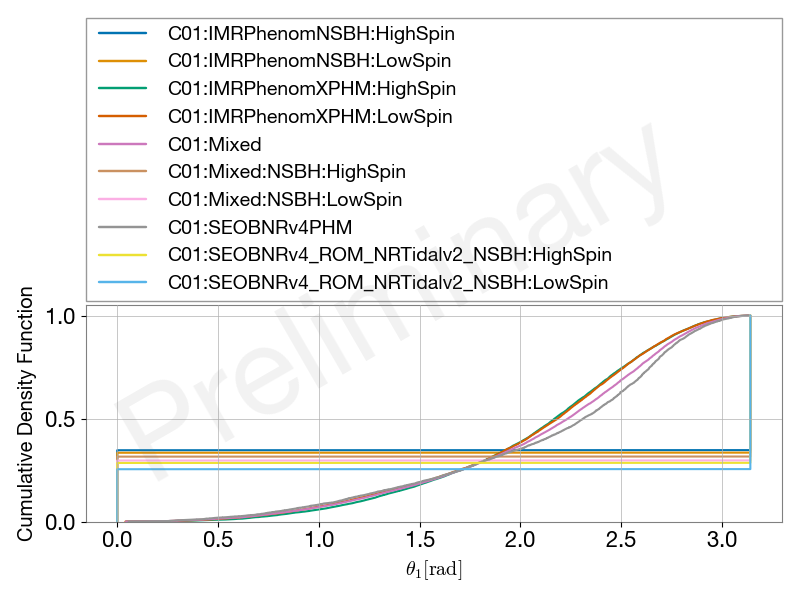 C01:IMRPhenomNSBH:HighSpin
C01:IMRPhenomNSBH:LowSpin
C01:IMRPhenomXPHM:HighSpin
C01:IMRPhenomXPHM:LowSpin
C01:Mixed
C01:Mixed:NSBH:HighSpin
C01:Mixed:NSBH:LowSpin
C01:SEOBNRv4PHM
C01:SEOBNRv4_ROM_NRTidalv2_NSBH:HighSpin
C01:SEOBNRv4_ROM_NRTidalv2_NSBH:LowSpin
Preliminary
Cumulative Density Function
1.0
0.5
0.0
0.0 0.5 1.0 1.5 2.0 2.5 3.0
θ₁[rad]